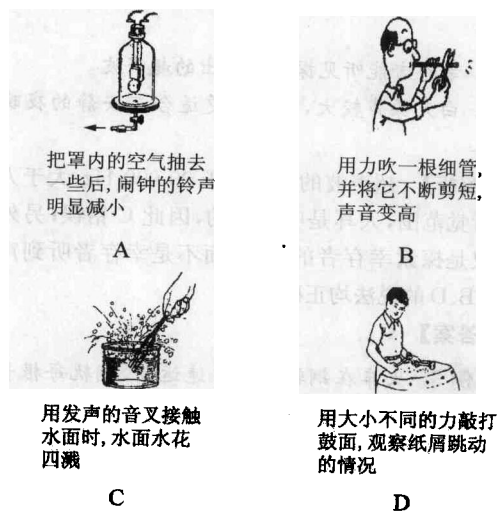 把罩内的空气抽去
一些后,闹钟的铃声
明显减小
A
用力吹一根细管,
并将它不断剪短,
声音变高
B
用发声的音叉接触
水面时,水面水花
四溅
C
用大小不同的力敲打
鼓面,观察纸屑跳动
的情况
D